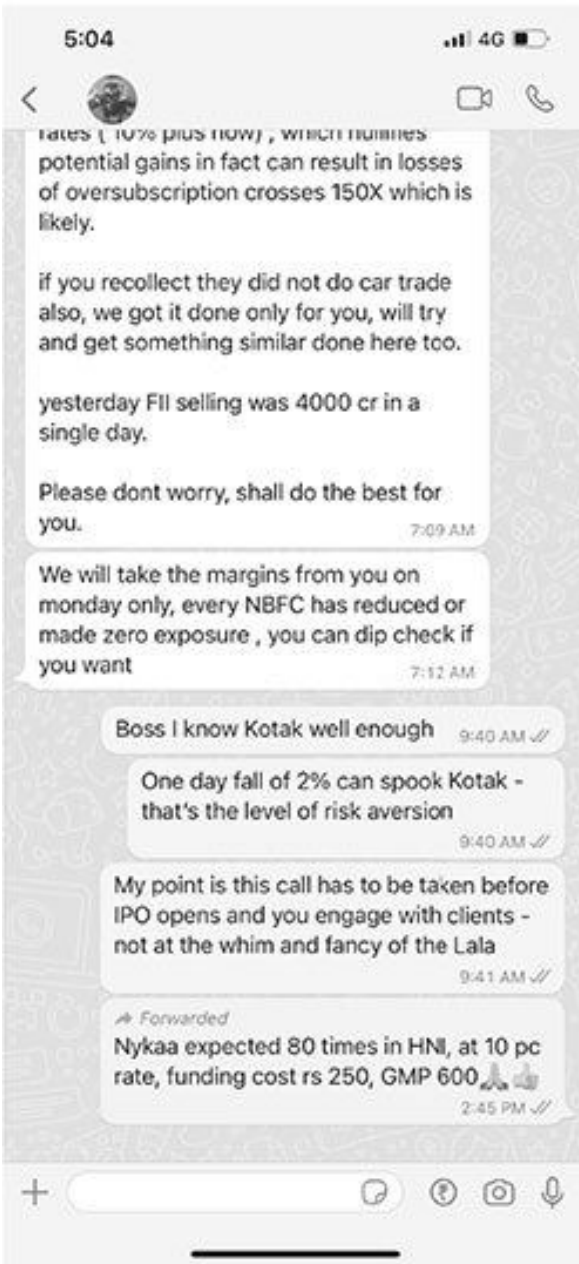 5:04
4G
rates ( 10% plus now) , which nullifies
potential gains in fact can result in losses
of oversubscription crosses 150X which is
likely.
if you recollect they did not do car trade
also, we got it done only for you, will try
and get something similar done here too.
yesterday FII selling was 4000 cr in a
single day.
Please dont worry, shall do the best for
you.
7:09 AM
We will take the margins from you on
monday only, every NBFC has reduced or
made zero exposure , you can dip check if
you want
7:12 AM
Boss I know Kotak well enough
9:40 AM
One day fall of 2% can spook Kotak -
that's the level of risk aversion
9:40 AM
My point is this call has to be taken before
IPO opens and you engage with clients -
not at the whim and fancy of the Lala
9:41 AM
Forwarded
Nykaa expected 80 times in HNI, at 10 pc
rate, funding cost rs 250, GMP 600🙏👍
2:45 PM